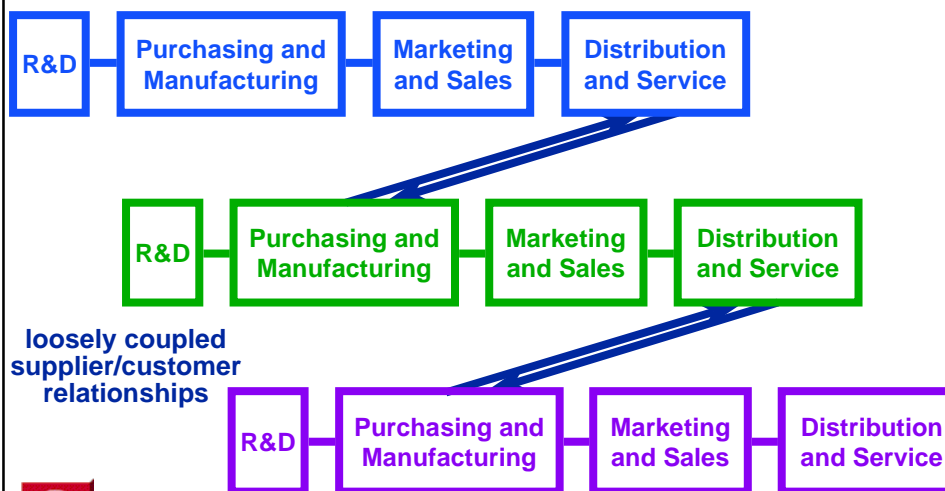 R&D
Purchasing and
Manufacturing
Marketing
and Sales
Distribution
and Service
R&D
Purchasing and
Manufacturing
Marketing
and Sales
Distribution
and Service
loosely coupled
supplier/customer
relationships
R&D
Purchasing and
Manufacturing
Marketing
and Sales
Distribution
and Service